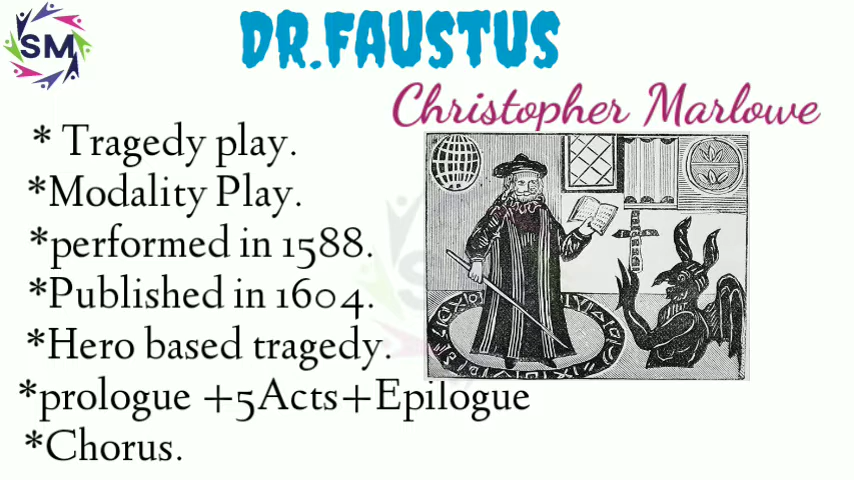 SM
DR.FAUSTUS
Christopher Marlowe
* Tragedy play.
*Modality Play.
*performed in 1588.
*Published in 1604.
*Hero based tragedy.
*prologue +5Acts+Epilogue
*Chorus.